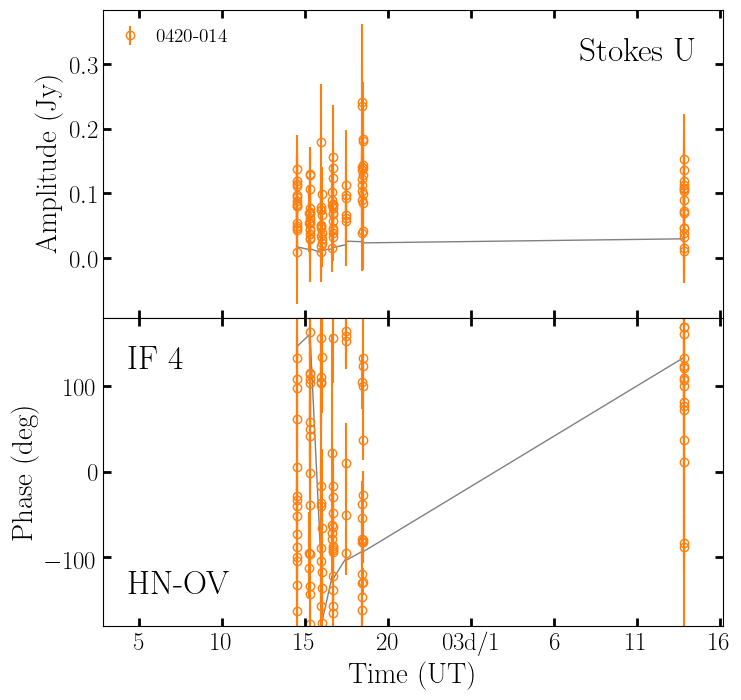 0420-014
Stokes U
0.3
0.2
0.1
0.0
Amplitude (Jy)
IF 4
100
0
−100
Phase (deg)
HN-OV
5 10 15 20 03d/1 6 11 16
Time (UT)